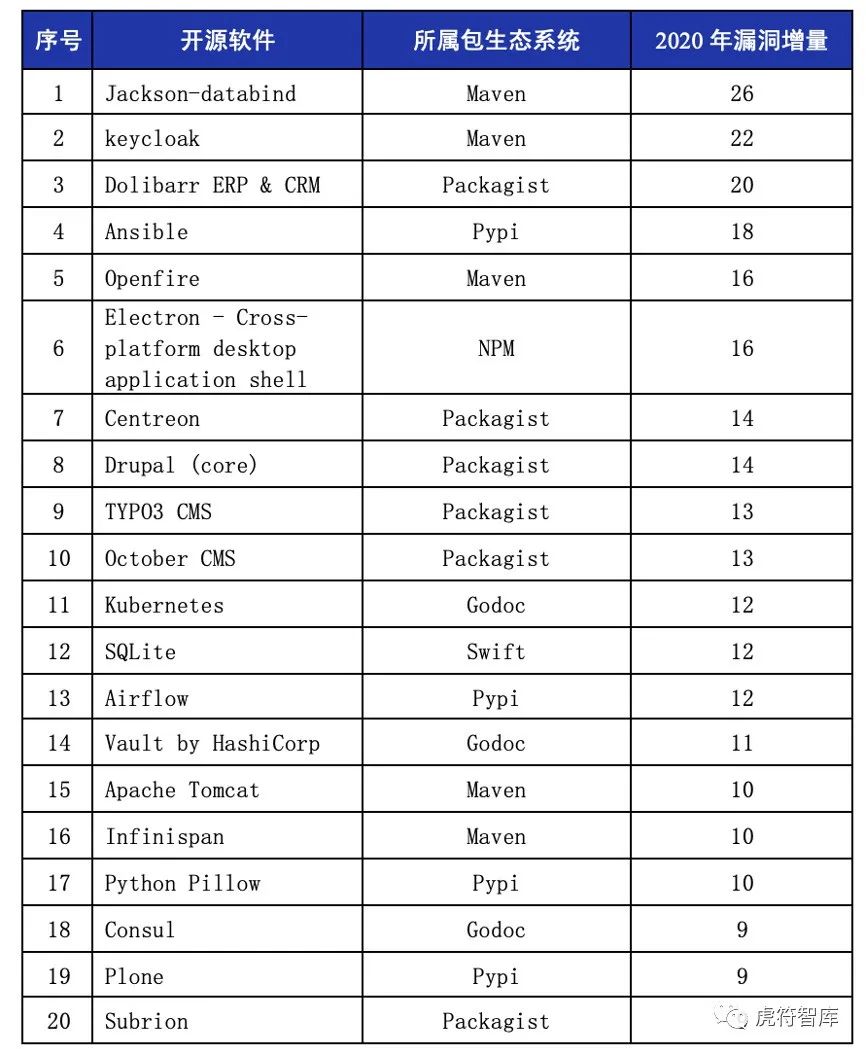 序号 开源软件 所属包生态系统 2020 年漏洞增量
1 Jackson-databind Maven 26
2 keycloak Maven 22
3 Dolibarr ERP & CRM Packagist 20
4 Ansible Pypi 18
5 Openfire Maven 16
Electron - Cross-
6 platform desktop NPM 16
application shell
7 Centreon Packagist 14
8 Drupal (core) Packagist 14
9 TYPO3 CMS Packagist 13
10 October CMS Packagist 13
11 Kubernetes Godoc 12
12 SQLite Swift 12
13 Airflow Pypi 12
14 Vault by HashiCorp Godoc 11
15 Apache Tomcat Maven 10
16 Infinispan Maven 10
17 Python Pillow Pypi 10
18 Consul Godoc 9
19 Plone Pypi 9
20 Subrion Packagist
虎符智库